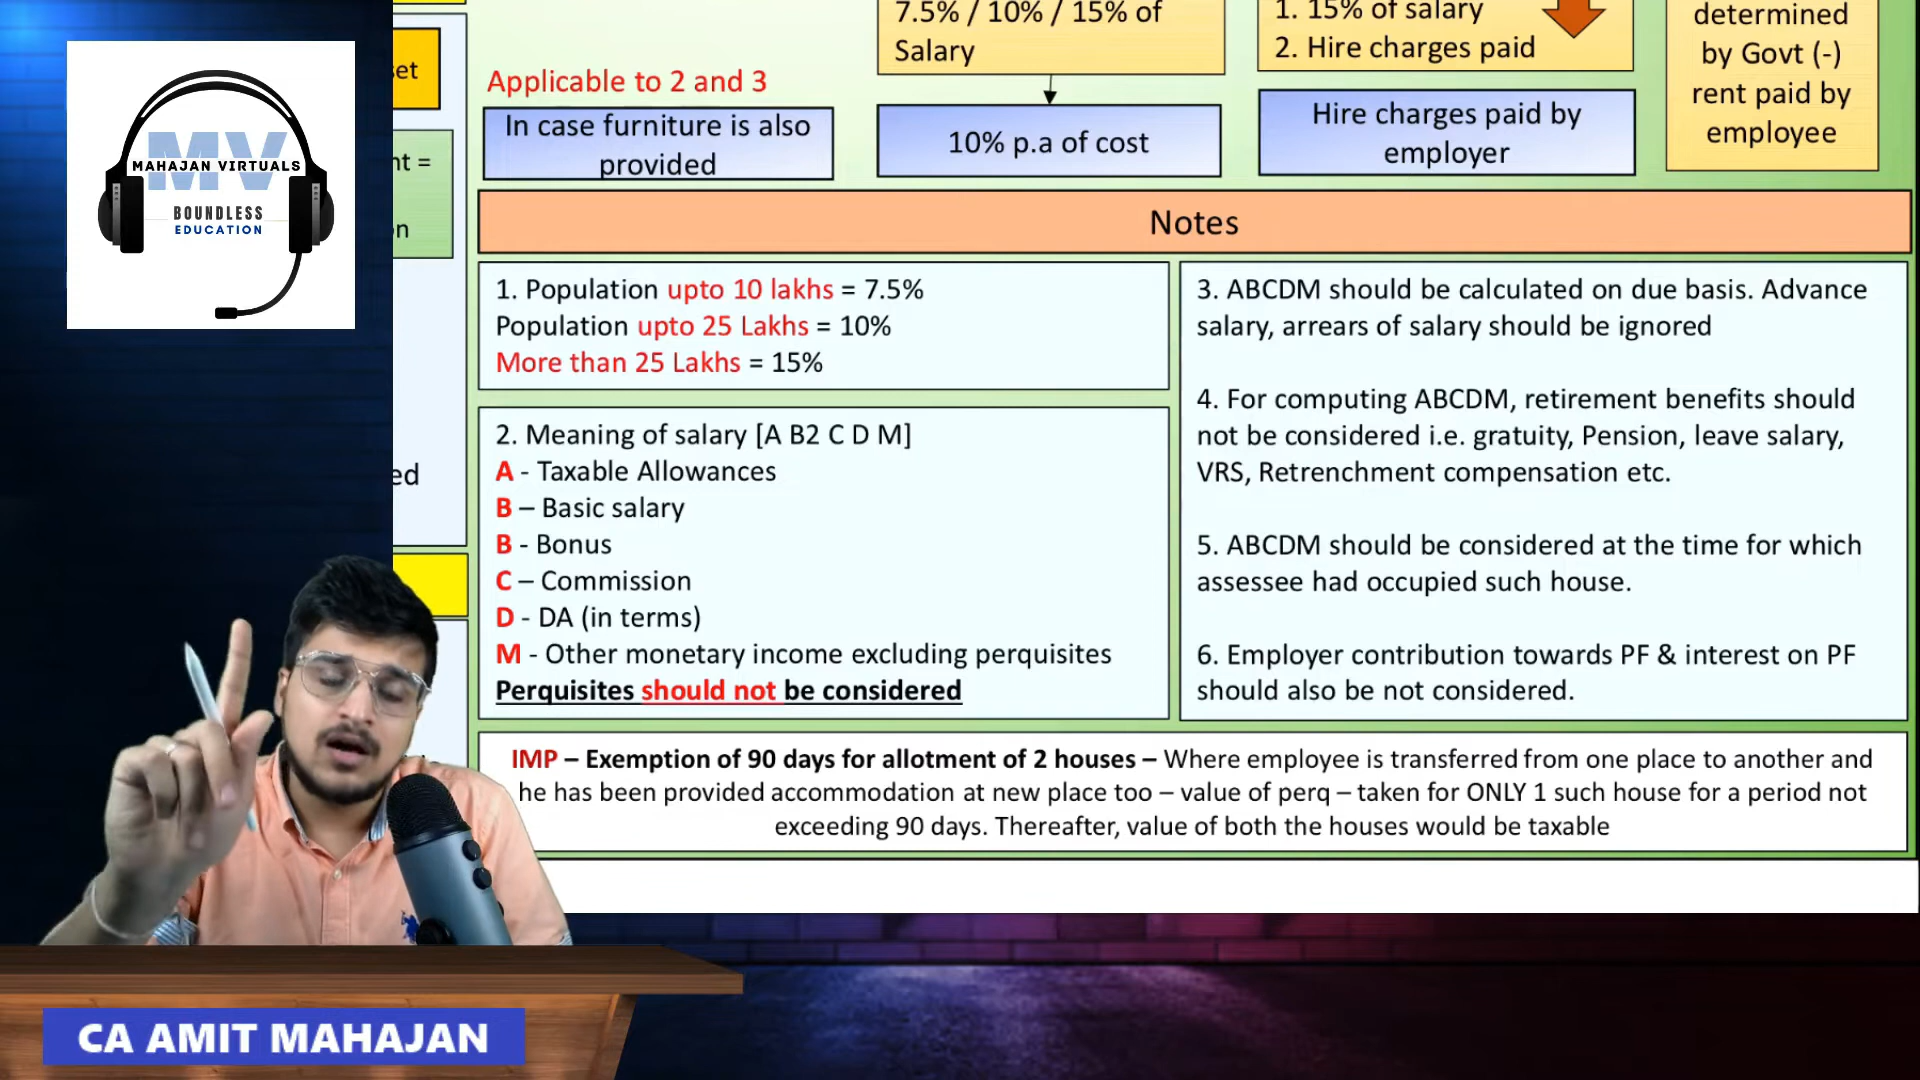 MV
MAHAJAN VIRTUALS
BOUNDLESS
EDUCATION
set
nt =
on
ed
7.5% / 10% / 15% of
Salary
1. 15% of salary
2. Hire charges paid
determined
by Govt (-)
rent paid by
employee
Applicable to 2 and 3
In case furniture is also
provided
10% p.a of cost
Hire charges paid by
employer
Notes
1. Population upto 10 lakhs = 7.5%
Population upto 25 Lakhs = 10%
More than 25 Lakhs = 15%
2. Meaning of salary [A B2 C D M]
A - Taxable Allowances
B – Basic salary
B - Bonus
C – Commission
D - DA (in terms)
M - Other monetary income excluding perquisites
Perquisites should not be considered
3. ABCDM should be calculated on due basis. Advance
salary, arrears of salary should be ignored
4. For computing ABCDM, retirement benefits should
not be considered i.e. gratuity, Pension, leave salary,
VRS, Retrenchment compensation etc.
5. ABCDM should be considered at the time for which
assessee had occupied such house.
6. Employer contribution towards PF & interest on PF
should also be not considered.
IMP – Exemption of 90 days for allotment of 2 houses – Where employee is transferred from one place to another and
he has been provided accommodation at new place too – value of perq – taken for ONLY 1 such house for a period not
exceeding 90 days. Thereafter, value of both the houses would be taxable
CA AMIT MAHAJAN